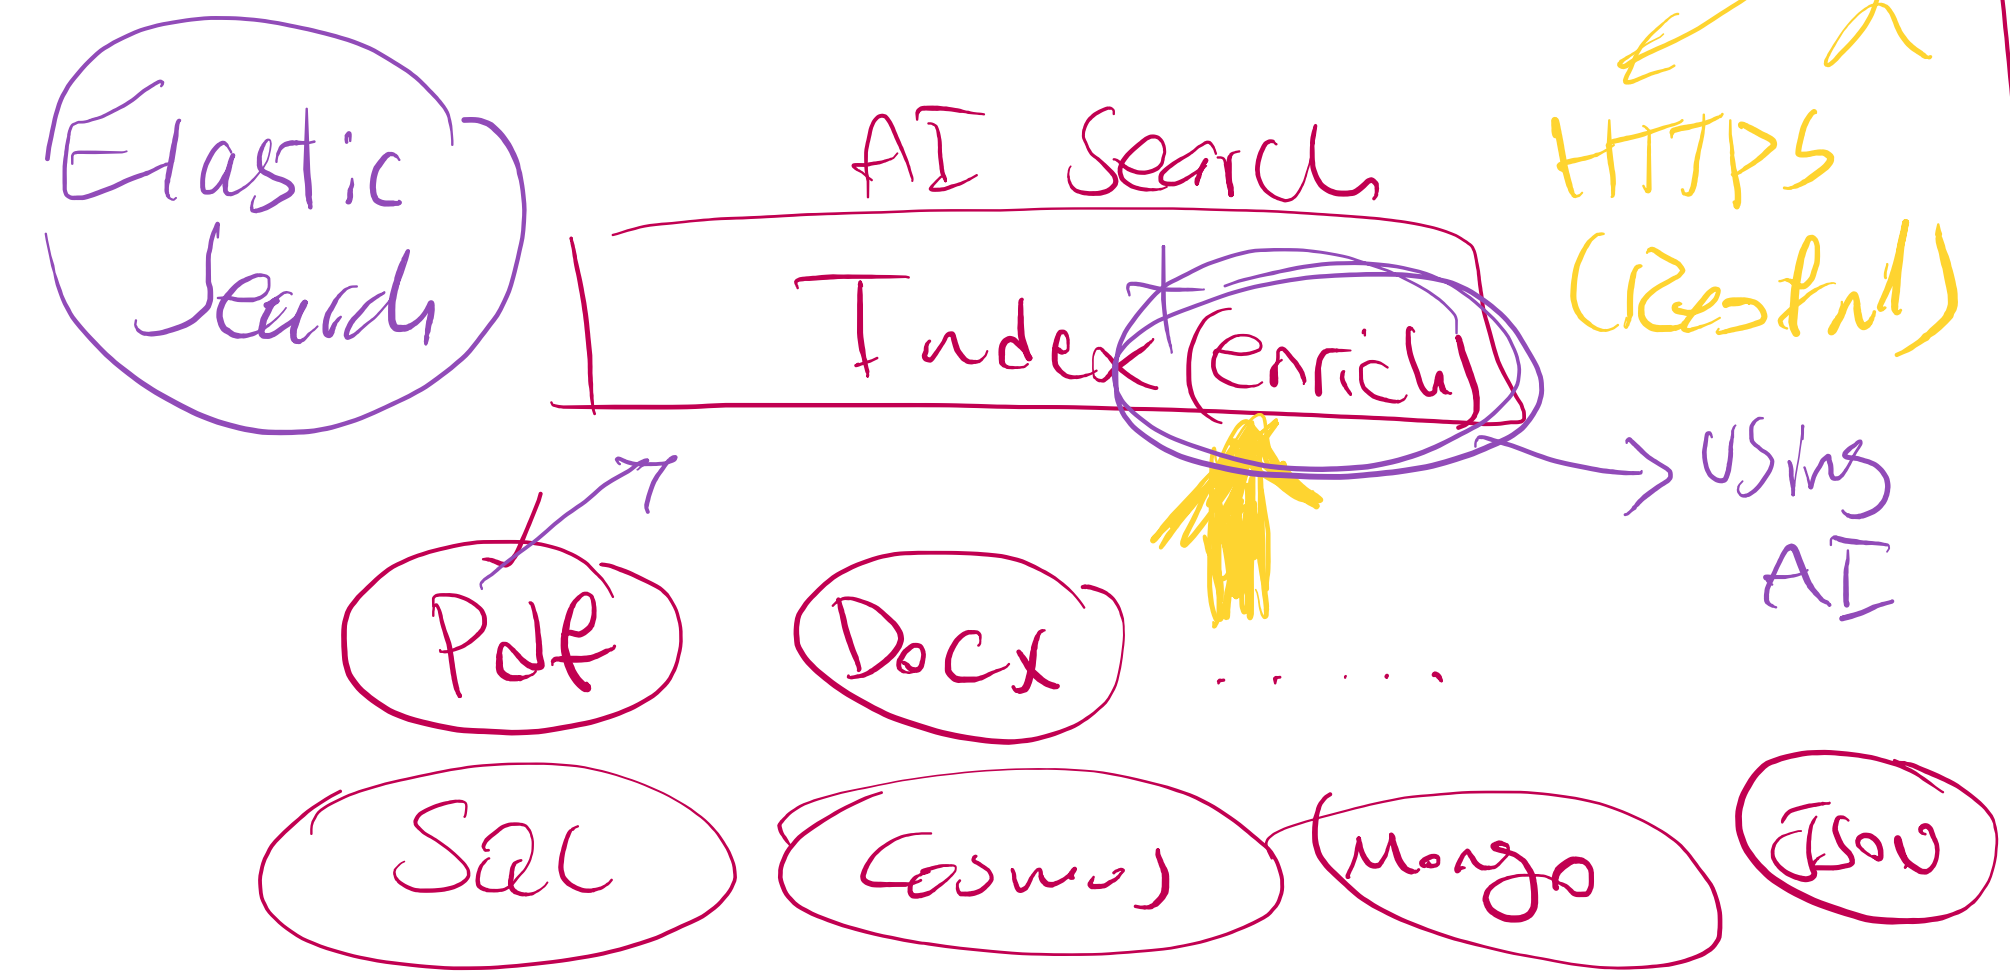 Elastic
Search
AI Search
Index (enrich)
HTTPS
(Restful)
using
AI
Pdf
Docx
.....
SQL
Cosmos
Mongo
JSON